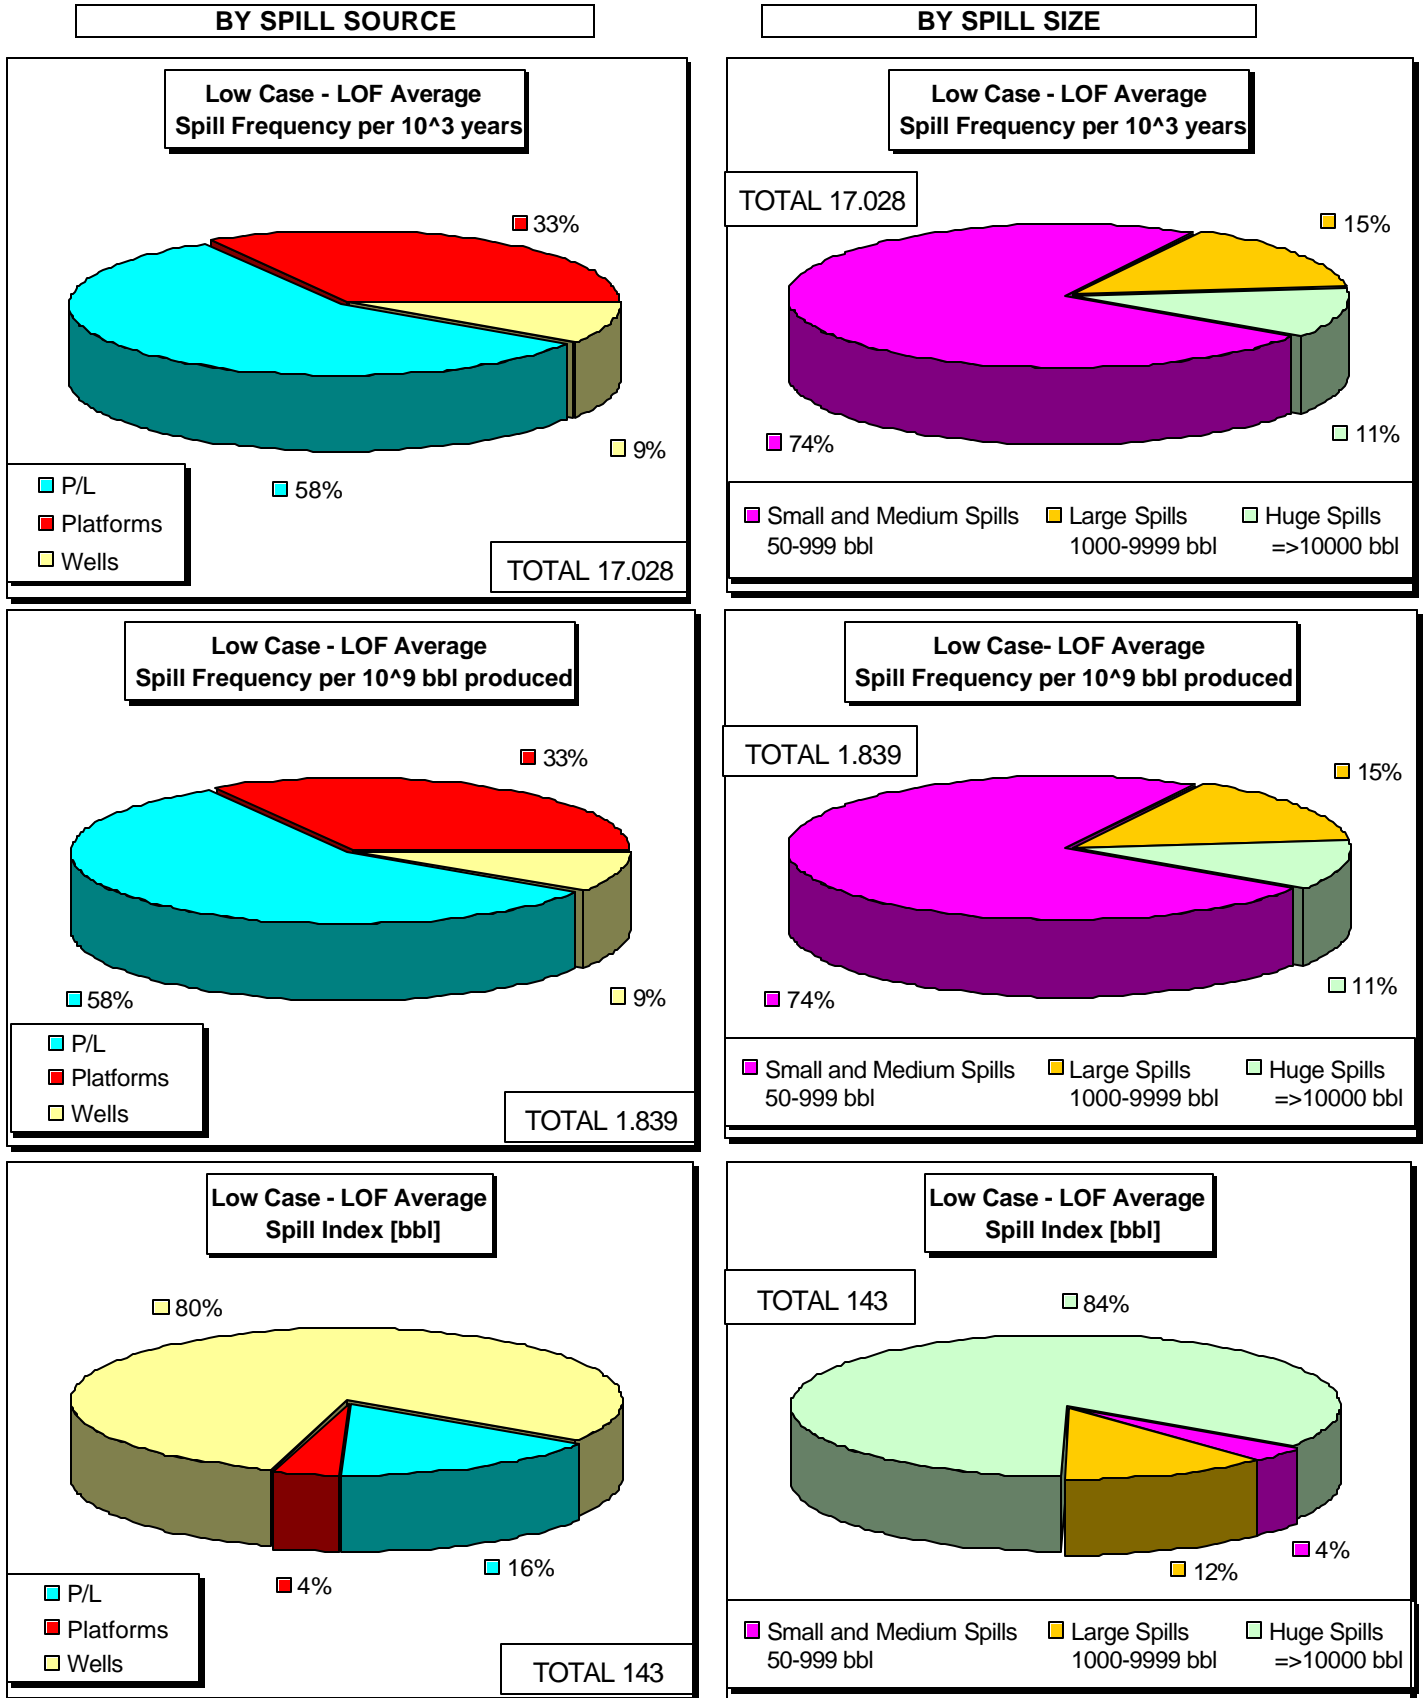 BY SPILL SOURCE
BY SPILL SIZE
Low Case - LOF Average
Spill Frequency per 10^3 years
33%
9%
58%
P/L
Platforms
Wells
TOTAL 17.028
Low Case - LOF Average
Spill Frequency per 10^3 years
TOTAL 17.028
15%
11%
74%
Small and Medium Spills
50-999 bbl
Large Spills
1000-9999 bbl
Huge Spills
=>10000 bbl
Low Case - LOF Average
Spill Frequency per 10^9 bbl produced
33%
58%
9%
P/L
Platforms
Wells
TOTAL 1.839
Low Case- LOF Average
Spill Frequency per 10^9 bbl produced
TOTAL 1.839
15%
11%
74%
Small and Medium Spills
50-999 bbl
Large Spills
1000-9999 bbl
Huge Spills
=>10000 bbl
Low Case - LOF Average
Spill Index [bbl]
80%
16%
4%
P/L
Platforms
Wells
TOTAL 143
Low Case - LOF Average
Spill Index [bbl]
TOTAL 143
84%
4%
12%
Small and Medium Spills
50-999 bbl
Large Spills
1000-9999 bbl
Huge Spills
=>10000 bbl